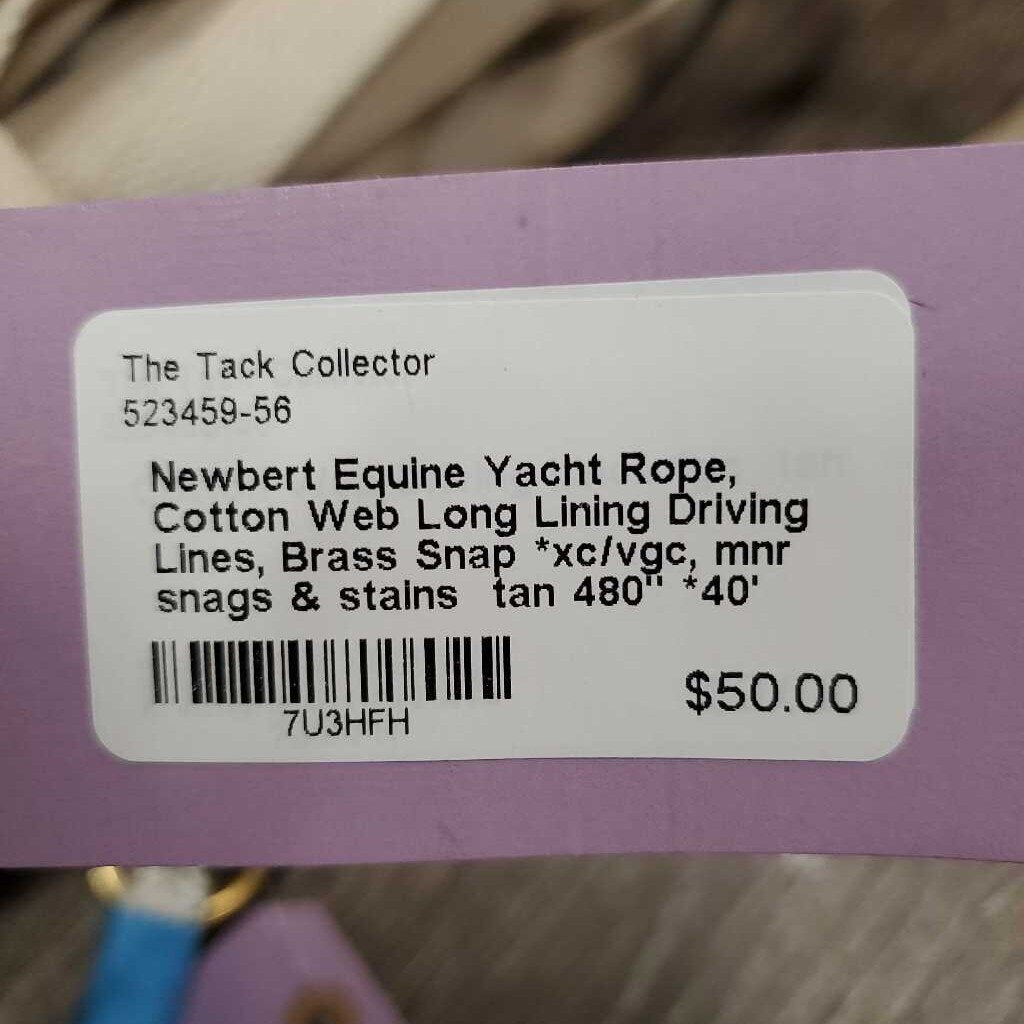 The Tack Collector
523459-56
Newbert Equine Yacht Rope,
Cotton Web Long Lining Driving
Lines, Brass Snap *xc/vgc, mnr
snags & stains tan 480" *40'
7U3HFH
$50.00